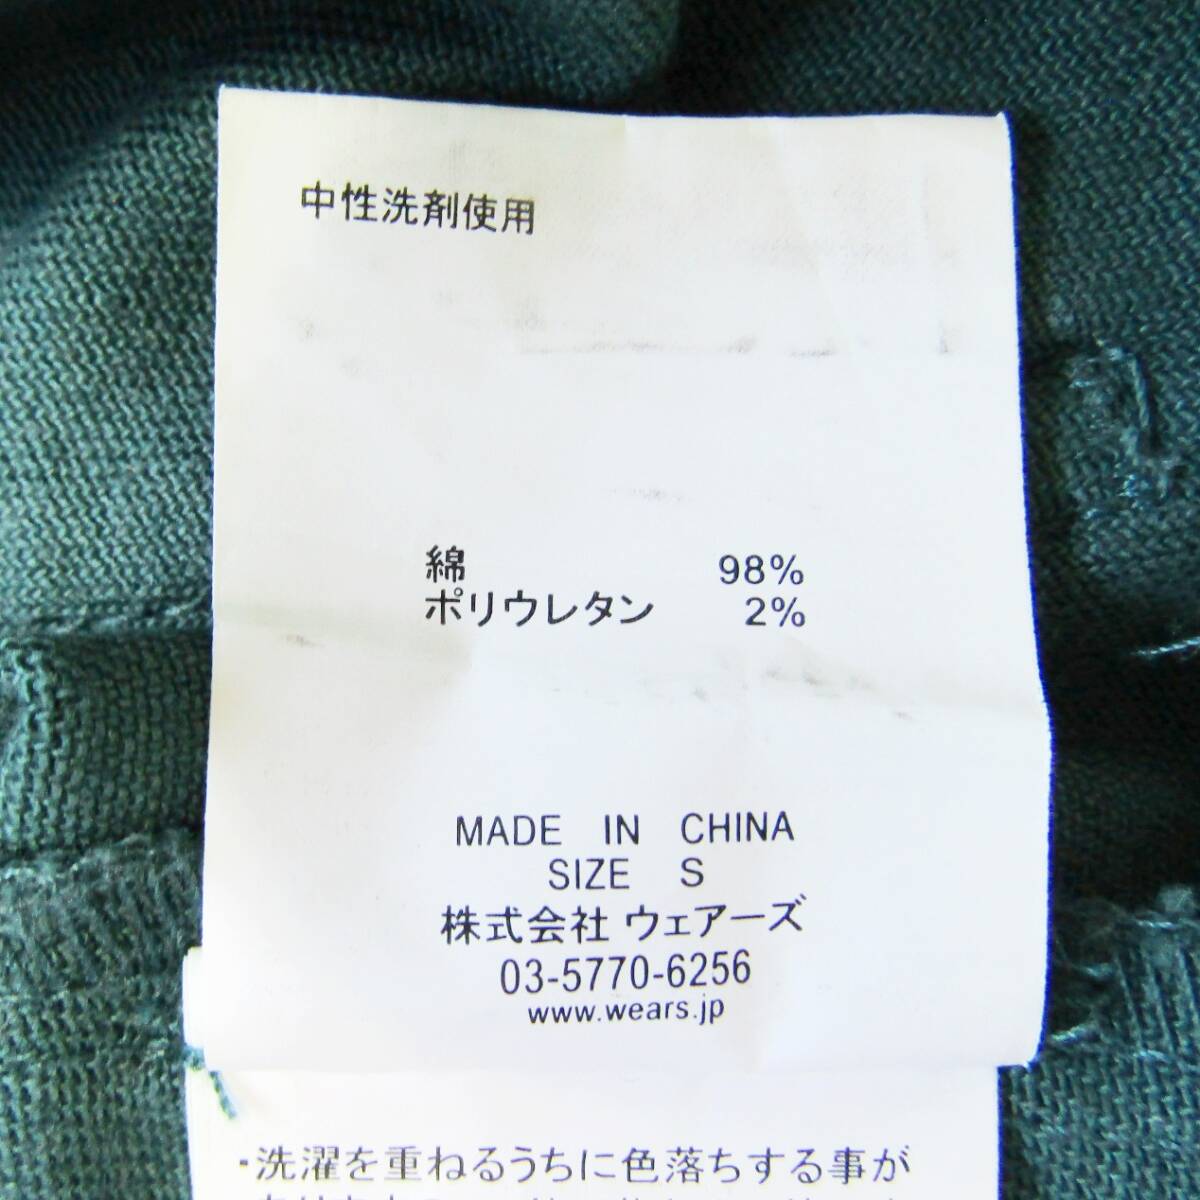 中性洗剤使用
綿 98%
ポリウレタン 2%
MADE IN CHINA
SIZE S
株式会社 ウェアーズ
03-5770-6256
www.wears.jp
・洗濯を重ねるうちに色落ちする事が